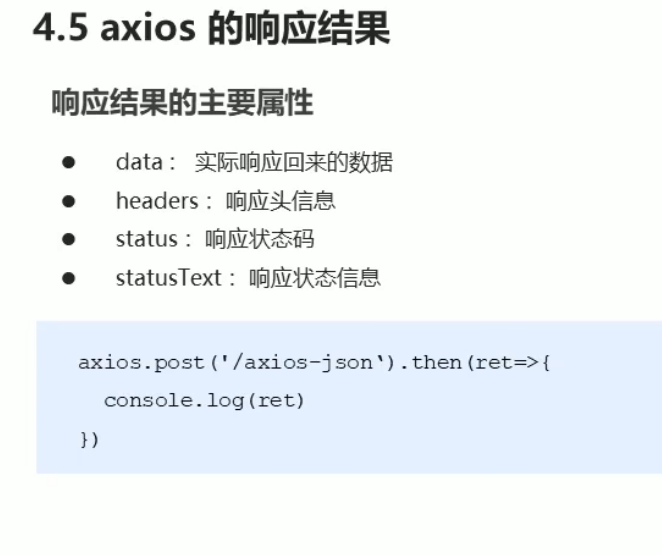 4.5 axios 的响应结果
响应结果的主要属性
● data： 实际响应回来的数据
● headers：响应头信息
● status：响应状态码
● statusText：响应状态信息
axios.post('/axios-json‘).then(ret=>{
console.log(ret)
})